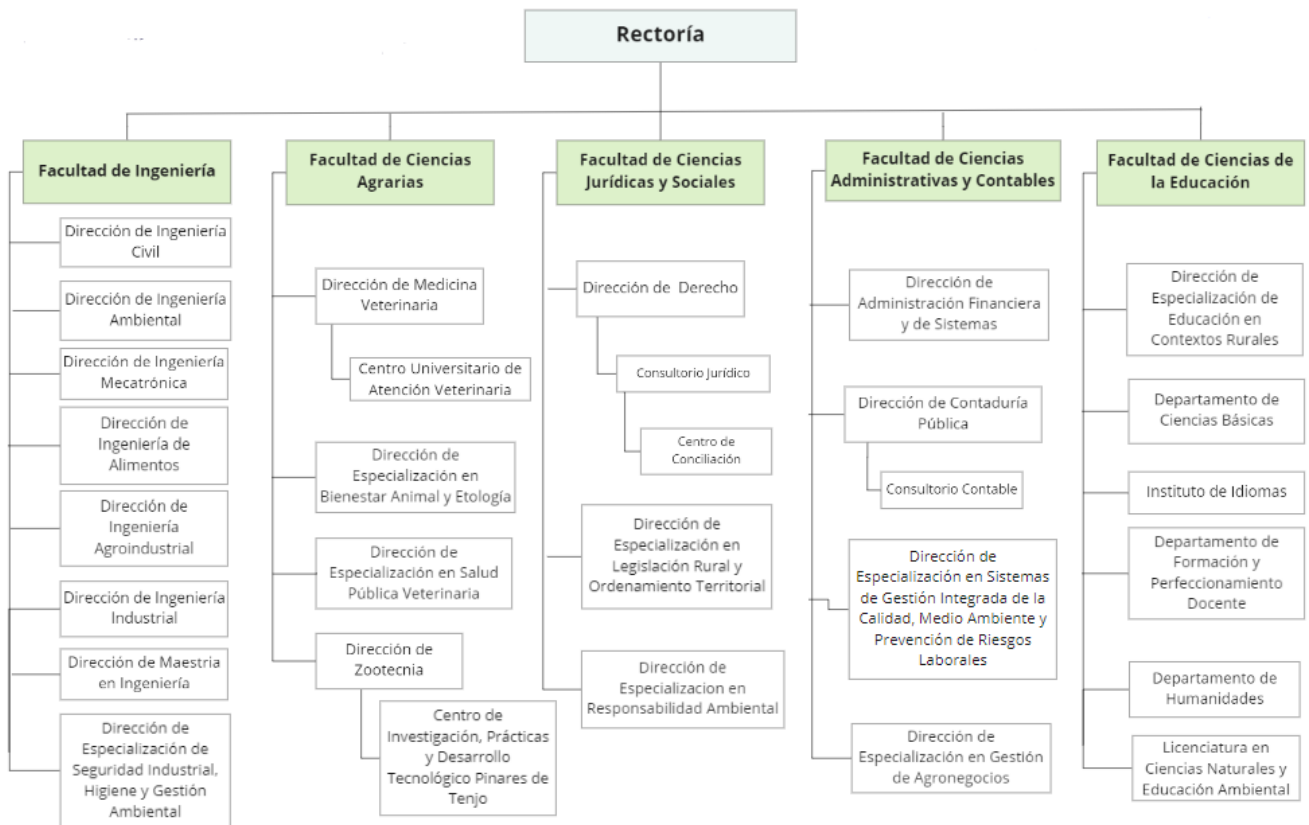 Rectoría
Facultad de Ingeniería
Dirección de Ingeniería
Civil
Dirección de Ingeniería
Ambiental
Dirección de Ingeniería
Mecatrónica
Dirección de
Ingeniería de
Alimentos
Dirección de
Ingeniería
Agroindustrial
Dirección de Ingeniería
Industrial
Dirección de Maestria
en Ingeniería
Dirección de
Especialización de
Seguridad Industrial,
Higiene y Gestión
Ambiental
Facultad de Ciencias
Agrarias
Dirección de Medicina
Veterinaria
Centro Universitario de
Atención Veterinaria
Dirección de
Especialización en
Bienestar Animal y Etología
Dirección de
Especialización en Salud
Pública Veterinaria
Dirección de
Zootecnia
Centro de
Investigación, Prácticas
y Desarrollo
Tecnológico Pinares de
Tenjo
Facultad de Ciencias
Jurídicas y Sociales
Dirección de Derecho
Consultorio Jurídico
Centro de
Conciliación
Dirección de
Especialización en
Legislación Rural y
Ordenamiento Territorial
Dirección de
Especializacion en
Responsabilidad Ambiental
Facultad de Ciencias
Administrativas y Contables
Dirección de
Administración Financiera
y de Sistemas
Dirección de Contaduría
Pública
Consultorio Contable
Dirección de
Especialización en Sistemas
de Gestión Integrada de la
Calidad, Medio Ambiente y
Prevención de Riesgos
Laborales
Dirección de
Especialización en Gestión
de Agronegocios
Facultad de Ciencias de
la Educación
Dirección de
Especialización de
Educación en
Contextos Rurales
Departamento de
Ciencias Básicas
Instituto de Idiomas
Departamento de
Formación y
Perfeccionamiento
Docente
Departamento de
Humanidades
Licenciatura en
Ciencias Naturales y
Educación Ambiental